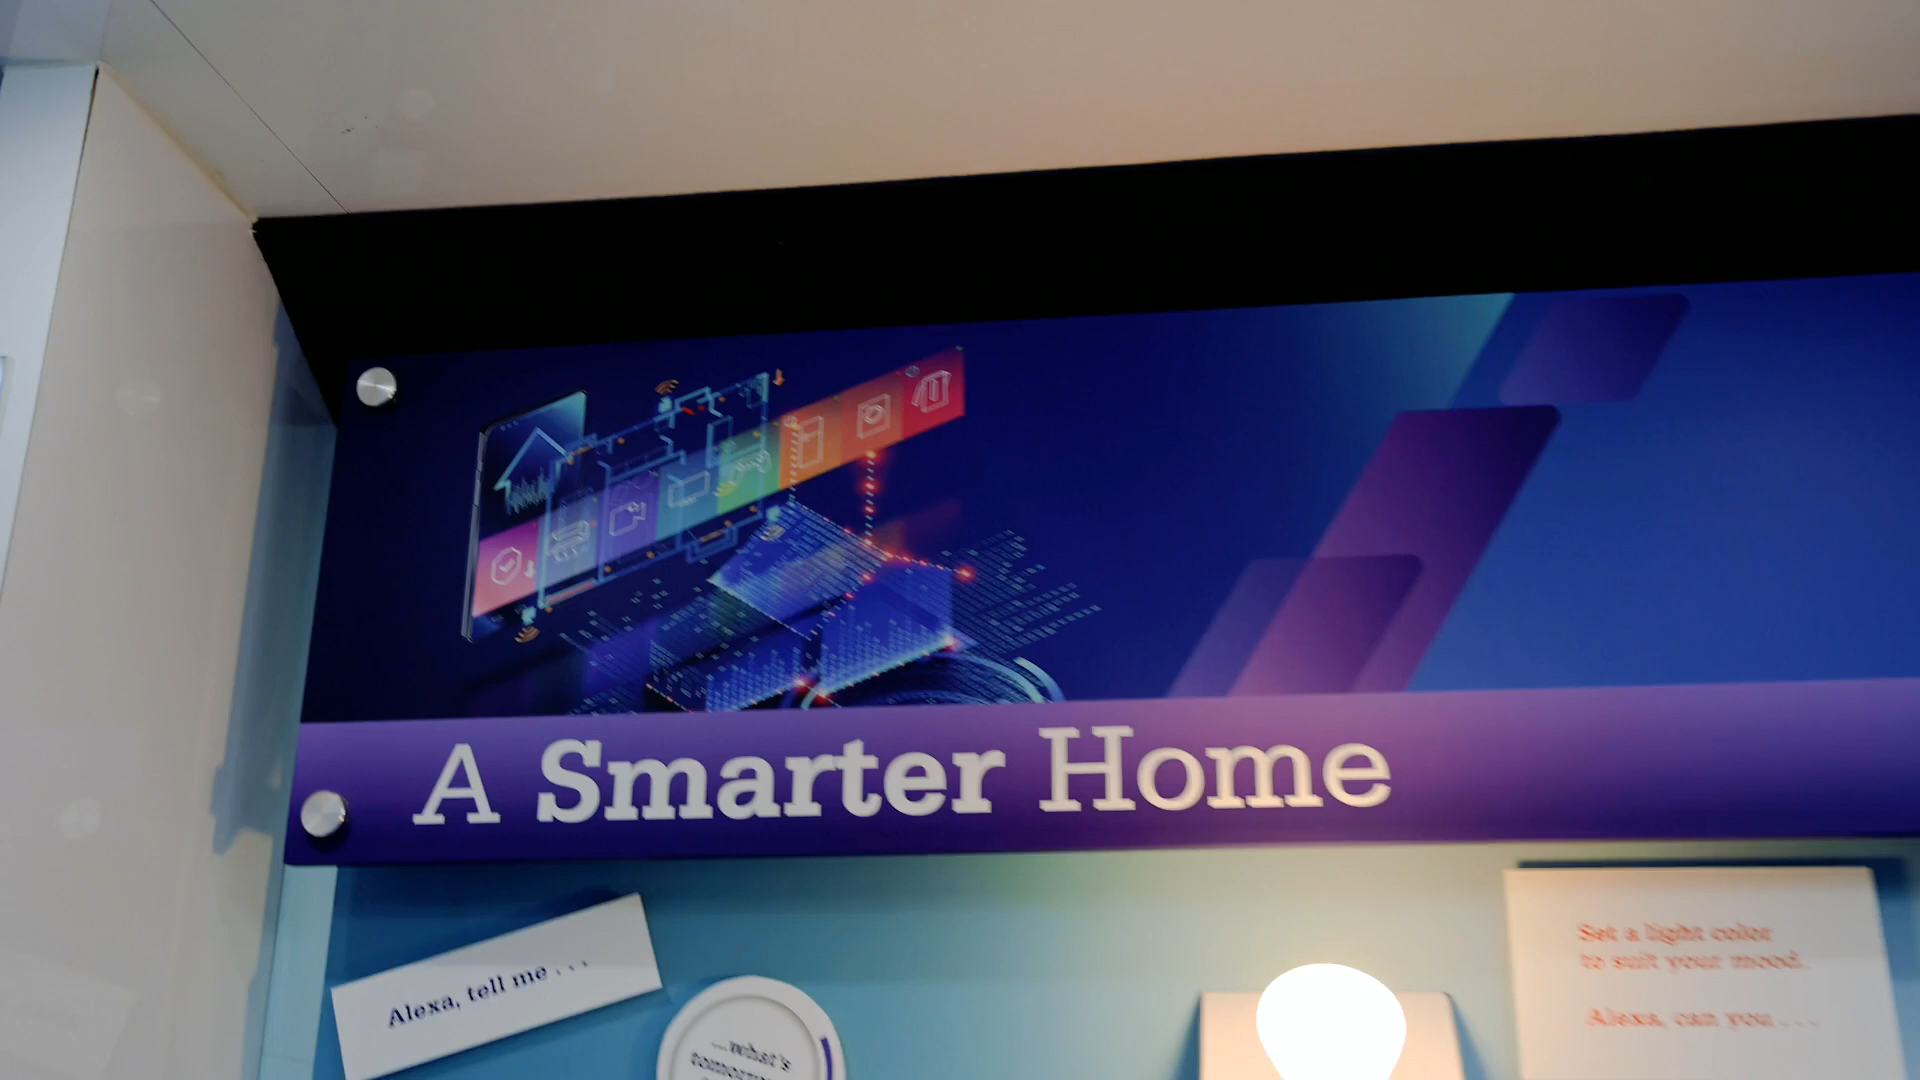 A Smarter Home
Alexa, tell me . . .
...what's
Set a light color
to suit your mood.
Alexa, can you . . .